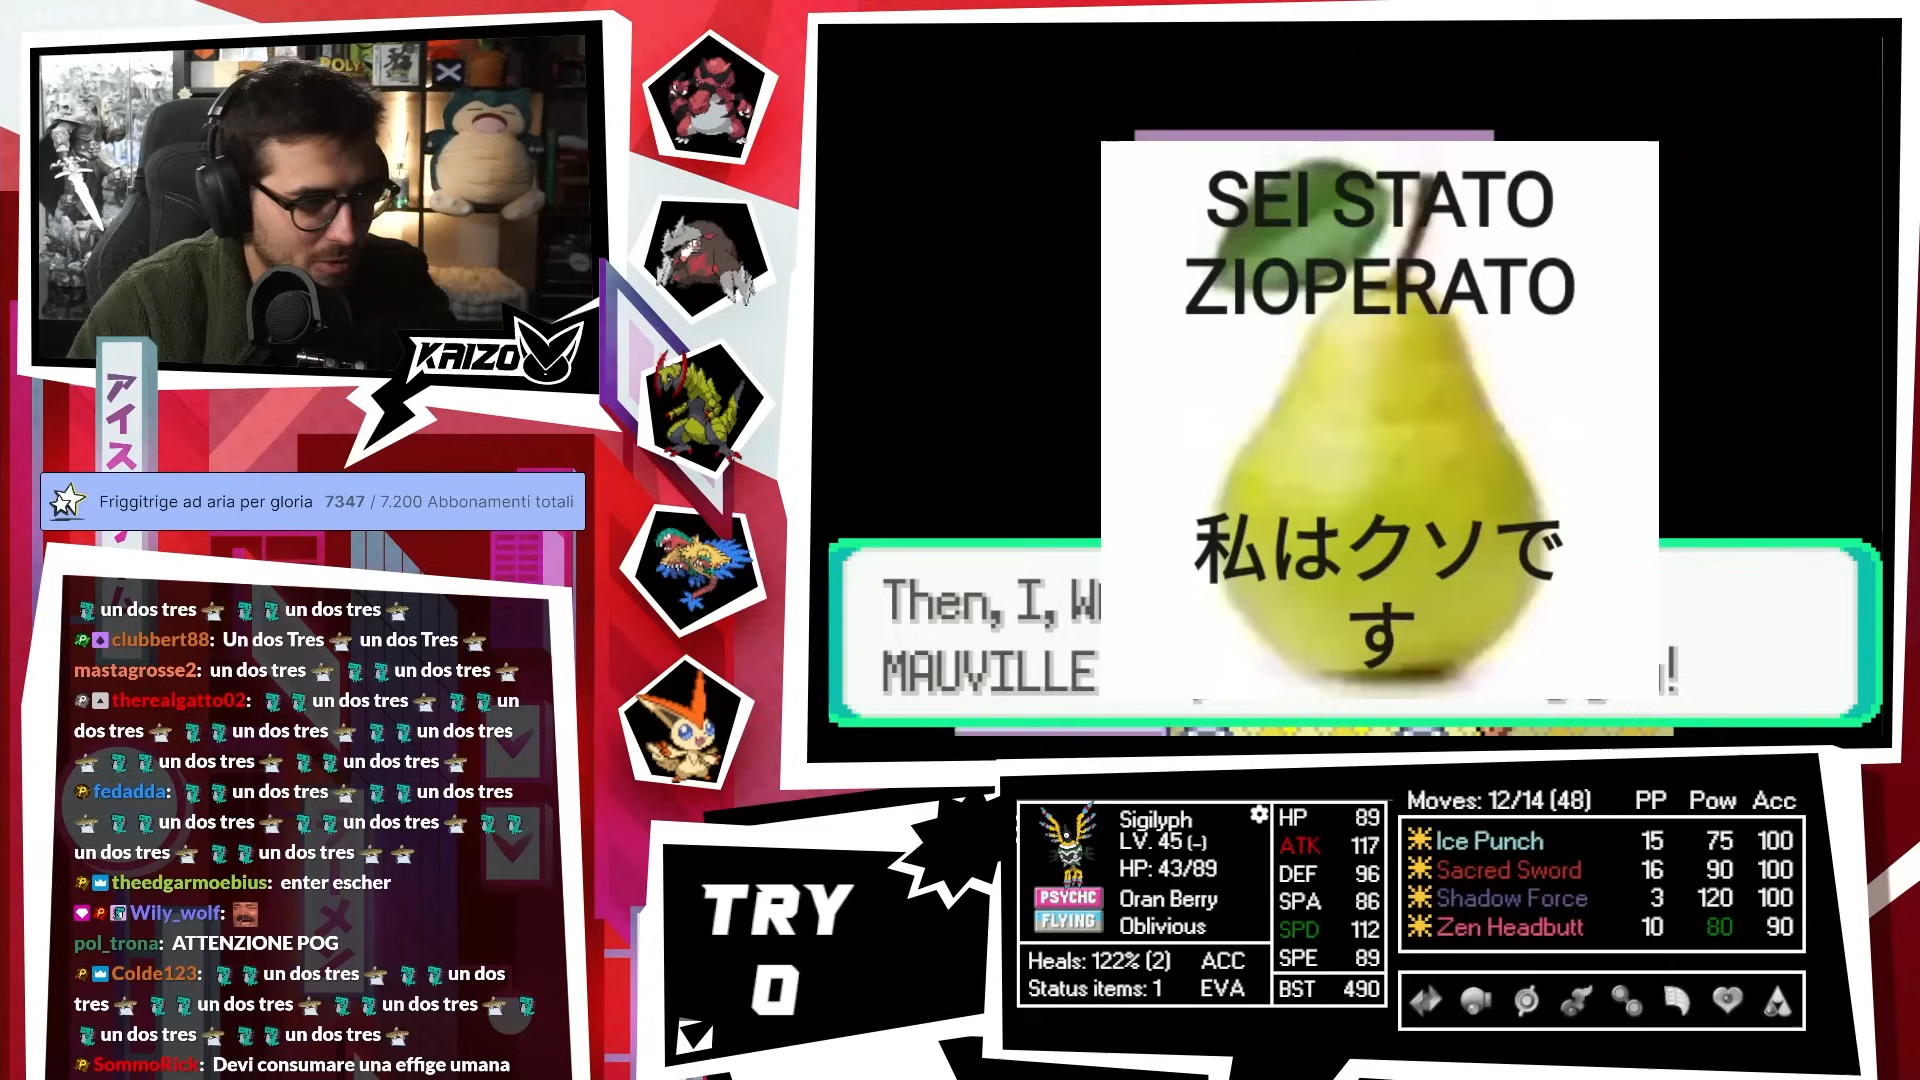 POLY
KAIZO
アイス
Friggitrige ad aria per gloria 7347 / 7.200 Abbonamenti totali
un dos tres un dos tres
clubbert88: Un dos Tres un dos Tres
mastagrosse2: un dos tres un dos tres
therealgatto02: un dos tres un
dos tres un dos tres un dos tres
un dos tres un dos tres
fedadda: un dos tres un dos tres
un dos tres un dos tres
un dos tres un dos tres
theedgarmoebius: enter escher
Wily_wolf:
pol_trona: ATTENZIONE POG
Colde123: un dos tres un dos
tres un dos tres un dos tres
un dos tres un dos tres
SommoRick: Devi consumare una effige umana
SEI STATO
ZIOPERATO
私はクソで
す
Then, I, W
MAUVILLE !
TRY
0
Sigilyph
LV. 45 (-)
HP: 43/89
PSYCHC
FLYING
Oran Berry
Oblivious
Heals: 122% (2) ACC
Status items: 1 EVA
HP 89
ATK 117
DEF 96
SPA 86
SPD 112
SPE 89
BST 490
Moves: 12/14 (48) PP Pow Acc
Ice Punch 15 75 100
Sacred Sword 16 90 100
Shadow Force 3 120 100
Zen Headbutt 10 80 90